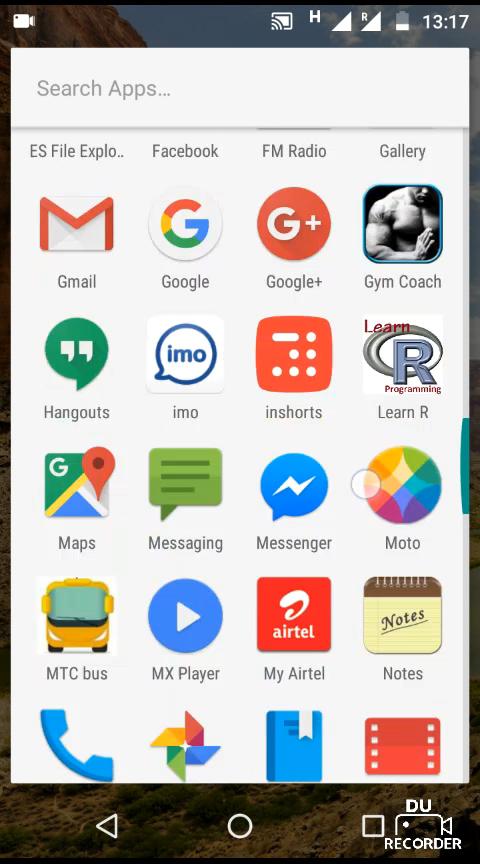 H R 13:17
Search Apps...
ES File Explo.. Facebook FM Radio Gallery
G G+
Gmail Google Google+ Gym Coach
imo Learn R Programming
Hangouts imo inshorts Learn R
G
Maps Messaging Messenger Moto
airtel Notes
MTC bus MX Player My Airtel Notes
DU
RECORDER